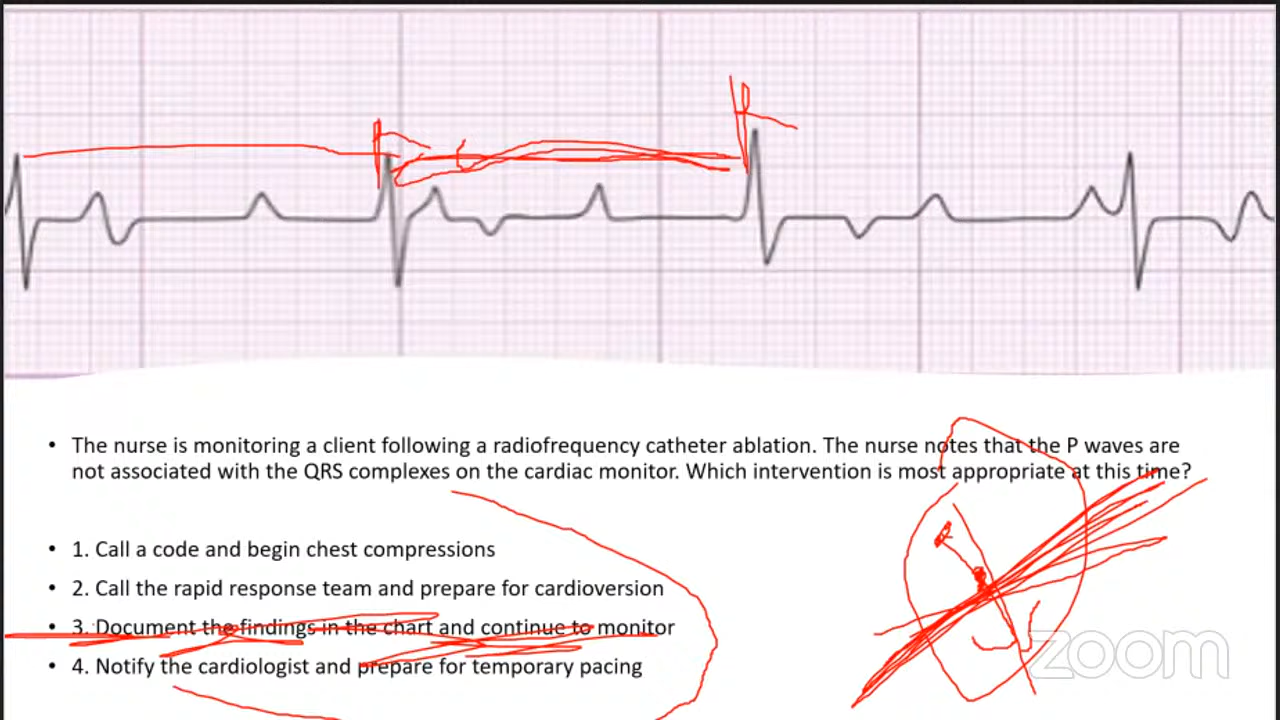 • The nurse is monitoring a client following a radiofrequency catheter ablation. The nurse notes that the P waves are
not associated with the QRS complexes on the cardiac monitor. Which intervention is most appropriate at this time?
• 1. Call a code and begin chest compressions
• 2. Call the rapid response team and prepare for cardioversion
• 3. Document the findings in the chart and continue to monitor
• 4. Notify the cardiologist and prepare for temporary pacing
zoom